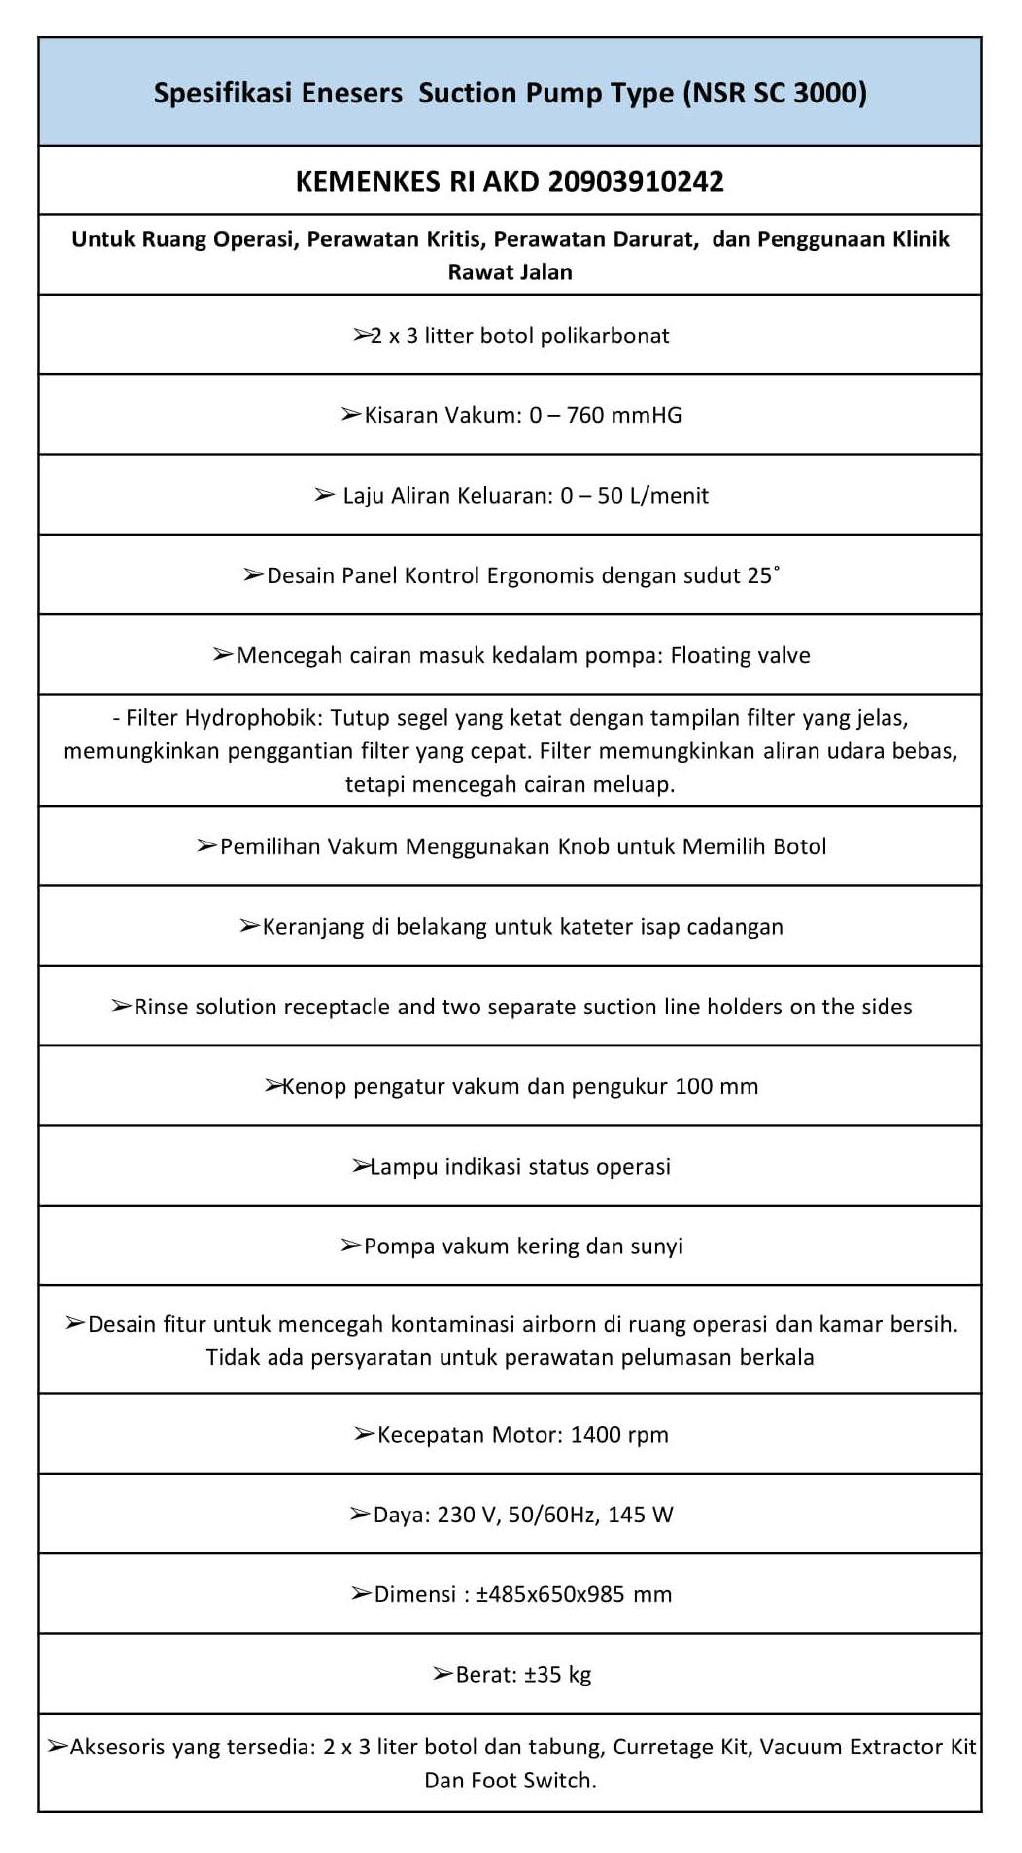 Spesifikasi Enesers  Suction Pump Type (NSR SC 3000)
KEMENKES RI AKD 20903910242
Untuk Ruang Operasi, Perawatan Kritis, Perawatan Darurat,  dan Penggunaan Klinik
Rawat Jalan
➢2 x 3 litter botol polikarbonat
➢Kisaran Vakum: 0 – 760 mmHG
➢ Laju Aliran Keluaran: 0 – 50 L/menit
➢Desain Panel Kontrol Ergonomis dengan sudut 25˚
➢Mencegah cairan masuk kedalam pompa: Floating valve
- Filter Hydrophobik: Tutup segel yang ketat dengan tampilan filter yang jelas,
memungkinkan penggantian filter yang cepat. Filter memungkinkan aliran udara bebas,
tetapi mencegah cairan meluap.
➢Pemilihan Vakum Menggunakan Knob untuk Memilih Botol
➢Keranjang di belakang untuk kateter isap cadangan
➢Rinse solution receptacle and two separate suction line holders on the sides
➢Kenop pengatur vakum dan pengukur 100 mm
➢Lampu indikasi status operasi
➢Pompa vakum kering dan sunyi
➢Desain fitur untuk mencegah kontaminasi airborn di ruang operasi dan kamar bersih.
Tidak ada persyaratan untuk perawatan pelumasan berkala
➢Kecepatan Motor: 1400 rpm
➢Daya: 230 V, 50/60Hz, 145 W
➢Dimensi : ±485x650x985 mm
➢Berat: ±35 kg
➢Aksesoris yang tersedia: 2 x 3 liter botol dan tabung, Curretage Kit, Vacuum Extractor Kit
Dan Foot Switch.